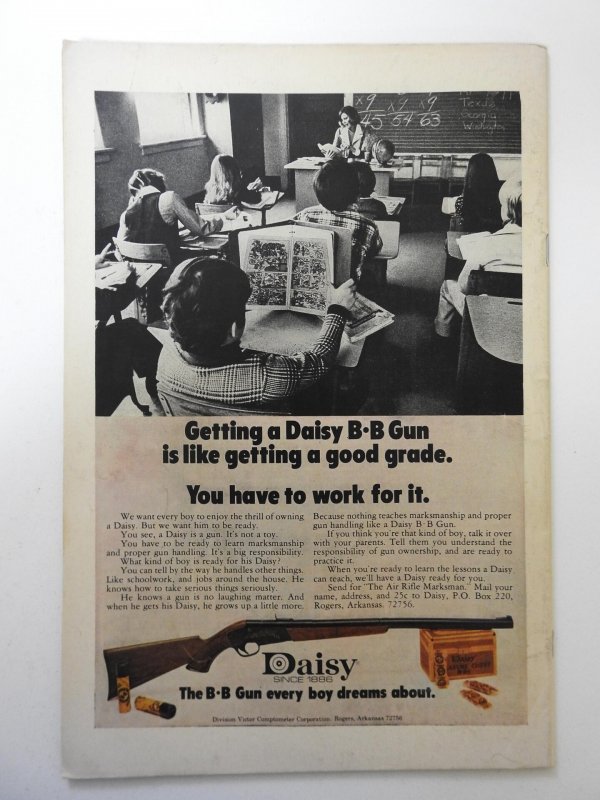 x9 x9 x9
45 54 63
Texas
Georgia
Washington
Getting a Daisy B·B Gun
is like getting a good grade.
You have to work for it.
We want every boy to enjoy the thrill of owning
a Daisy. But we want him to be ready.
You see, a Daisy is a gun. It's not a toy.
You have to be ready to learn marksmanship
and proper gun handling. It's a big responsibility.
What kind of boy is ready for his Daisy?
You can tell by the way he handles other things.
Like schoolwork, and jobs around the house. He
knows how to take serious things seriously.
He knows a gun is no laughing matter. And
when he gets his Daisy, he grows up a little more.
Because nothing teaches marksmanship and proper
gun handling like a Daisy B·B Gun.
If you think you're that kind of boy, talk it over
with your parents. Tell them you understand the
responsibility of gun ownership, and are ready to
practice it.
When you're ready to learn the lessons a Daisy
can teach, we'll have a Daisy ready for you.
Send for "The Air Rifle Marksman." Mail your
name, address, and 25¢ to Daisy, P.O. Box 220,
Rogers, Arkansas. 72756.
Daisy
SINCE 1886
The B·B Gun every boy dreams about.
Division Victor Comptometer Corporation. Rogers, Arkansas 72756